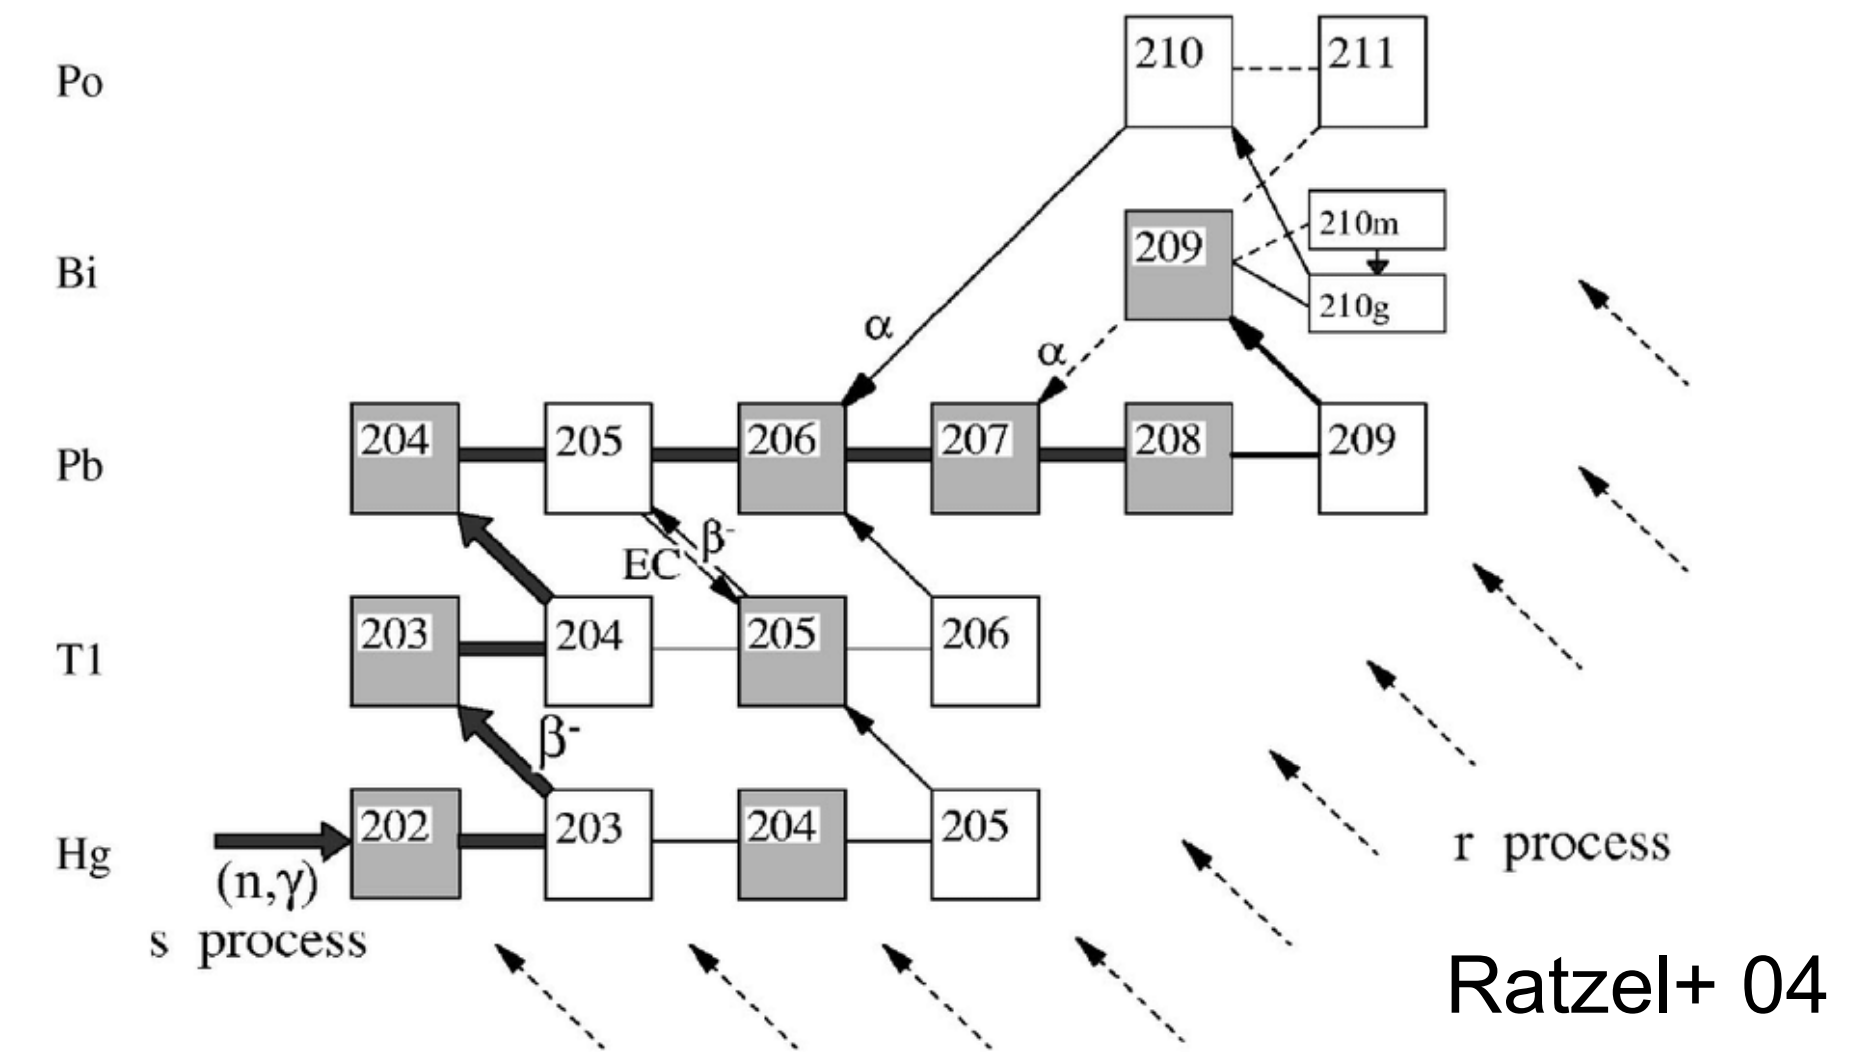 Po 210 211
Bi 209 210m
210g
α
α
Pb 204 205 206 207 208 209
EC β-
T1 203 204 205 206
β-
Hg 202 203 204 205
(n,γ)
s process
r process
Ratzel+ 04